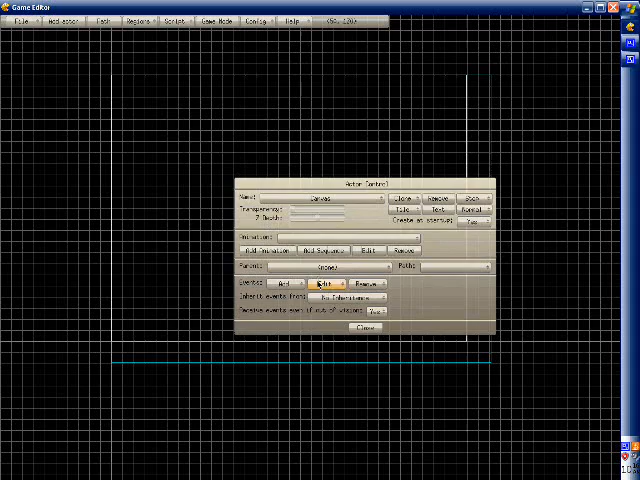 Game Editor
File Add actor Path Regions Script Game Mode Config Help (50, 120)
Actor Control
Name: Canvas Clone Remove Stop
Transparency: Tile Text Normal
7 Depth: Create at startup: Yes
Animation:
Add Animation Add Sequence Edit Remove
Parent: (none) Path:
Events: Add Edit Remove
Inherit events from: No Inheritance
Receive events even if out of vision: Yes
Close